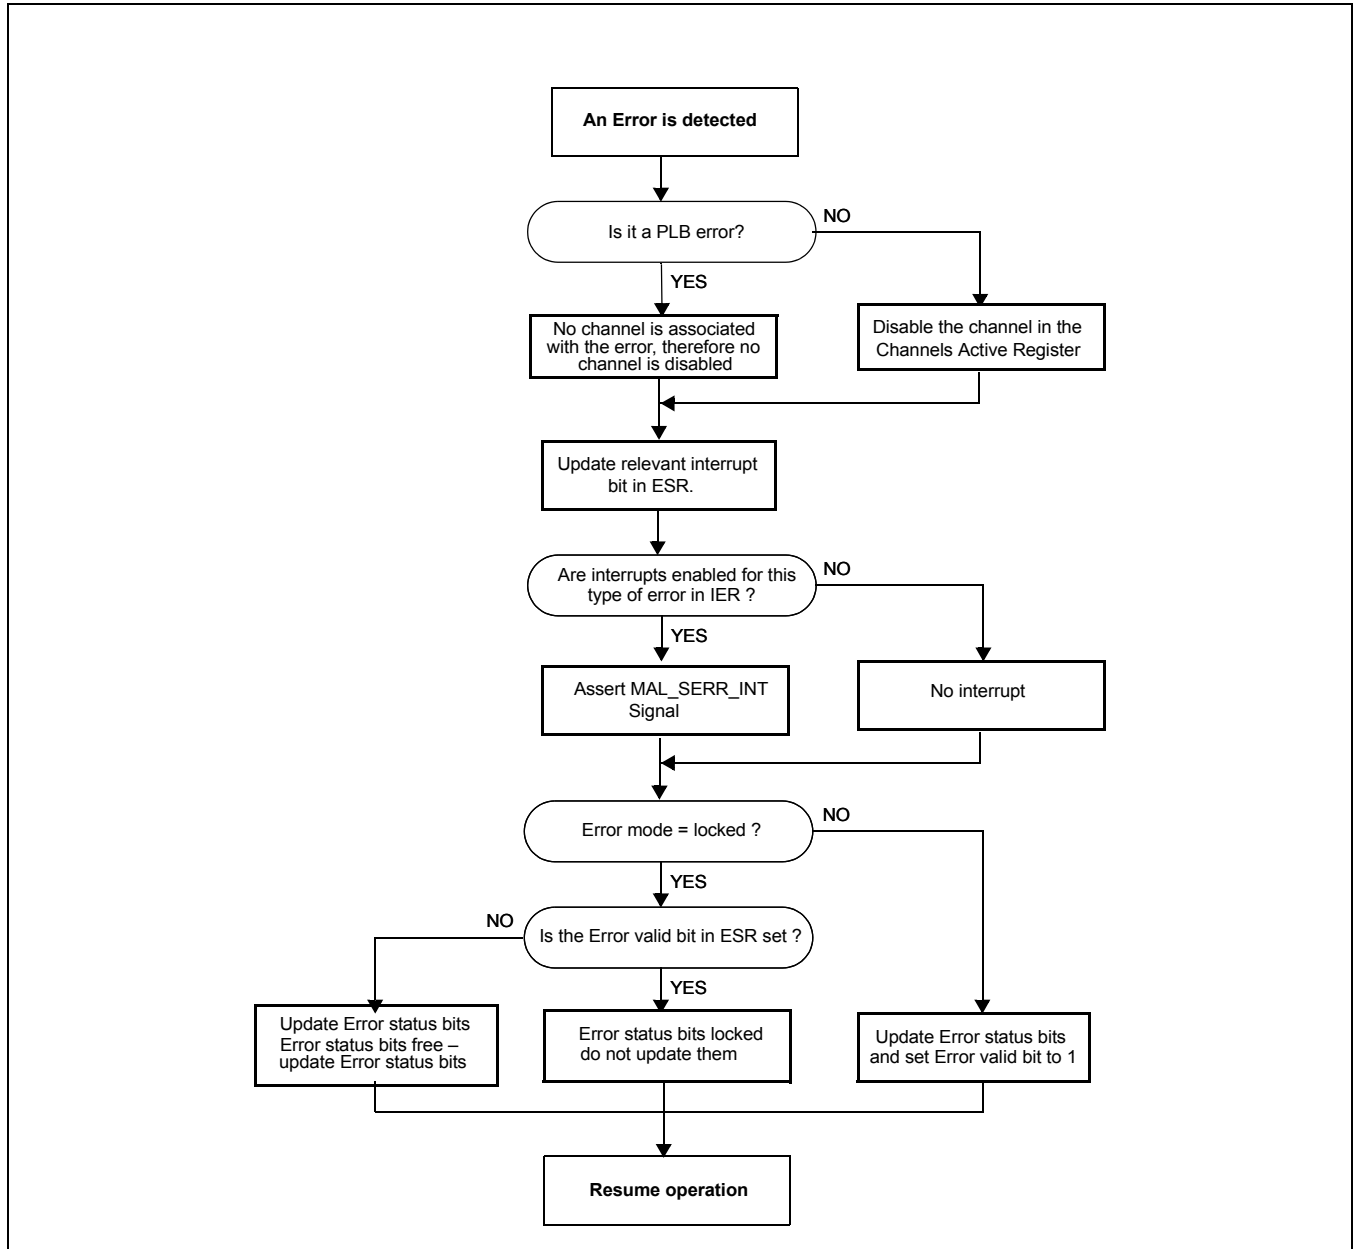 An Error is detected
Is it a PLB error?
NO
YES
No channel is associated
with the error, therefore no
channel is disabled
Disable the channel in the
Channels Active Register
Update relevant interrupt
bit in ESR.
Are interrupts enabled for this
type of error in IER ?
NO
YES
Assert MAL_SERR_INT
Signal
No interrupt
Error mode = locked ?
NO
YES
Is the Error valid bit in ESR set ?
NO
YES
Update Error status bits
Error status bits free –
update Error status bits
Error status bits locked
do not update them
Update Error status bits
and set Error valid bit to 1
Resume operation